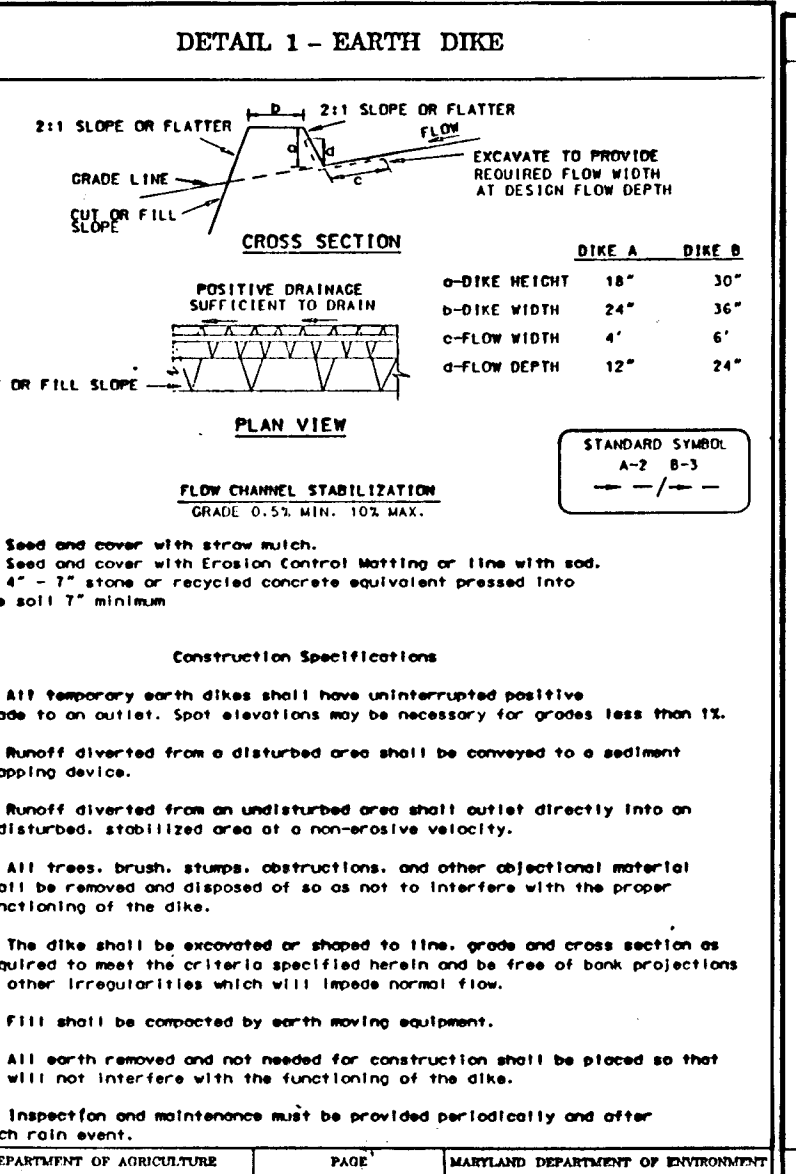 DETAIL 1 - EARTH DIKE
b
2:1 SLOPE OR FLATTER
2:1 SLOPE OR FLATTER
FLOW
a
d
EXCAVATE TO PROVIDE
REQUIRED FLOW WIDTH
AT DESIGN FLOW DEPTH
GRADE LINE
c
CUT OR FILL
SLOPE
CROSS SECTION
DIKE A DIKE B
a-DIKE HEIGHT 18" 30"
b-DIKE WIDTH 24" 36"
c-FLOW WIDTH 4' 6'
d-FLOW DEPTH 12" 24"
POSITIVE DRAINAGE
SUFFICIENT TO DRAIN
OR FILL SLOPE
PLAN VIEW
STANDARD SYMBOL
A-2 B-3
FLOW CHANNEL STABILIZATION
GRADE 0.5% MIN. 10% MAX.
Seed and cover with straw mulch.
Seed and cover with Erosion Control Matting or line with sod.
4" - 7" stone or recycled concrete equivalent pressed into
soil 7" minimum
Construction Specifications
All temporary earth dikes shall have uninterrupted positive
to an outlet. Spot elevations may be necessary for grades less than 1%.
Runoff diverted from a disturbed area shall be conveyed to a sediment
apping device.
Runoff diverted from an undisturbed area shall outlet directly into an
disturbed. stabilized area at a non-erosive velocity.
All trees. brush. stumps. obstructions. and other objectional material
all be removed and disposed of so as not to interfere with the proper
nctioning of the dike.
The dike shall be excavated or shaped to line. grade and cross section as
quired to meet the criteria specified herein and be free of bank projections
other irregularities which will impede normal flow.
Fill shall be compacted by earth moving equipment.
All earth removed and not needed for construction shall be placed so that
will not interfere with the functioning of the dike.
Inspection and maintenance must be provided periodically and after
ch rain event.
EPARTMENT OF AGRICULTURE
PAGE
MARYLAND DEPARTMENT OF ENVIRONMENT